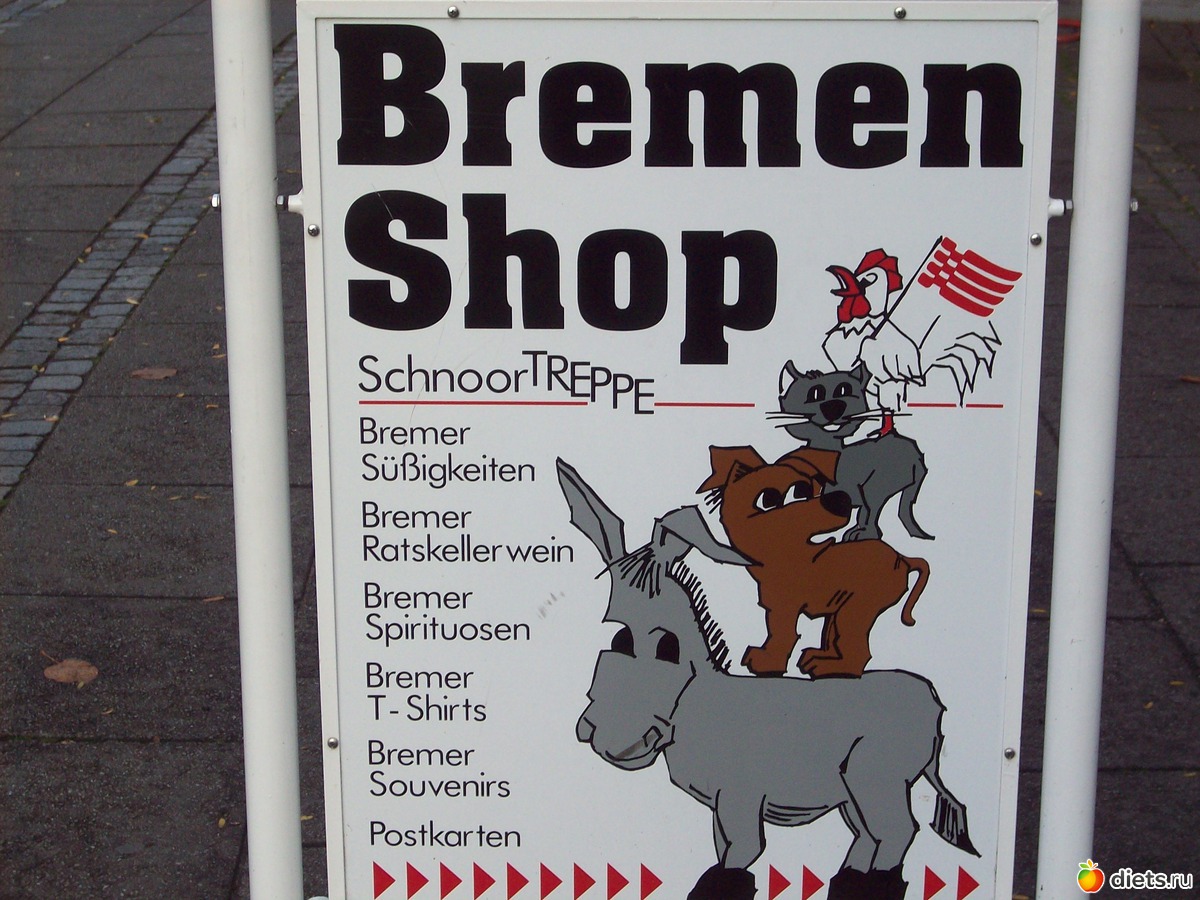 Bremen
Shop
SchnoorTREPPE
Bremer
Süßigkeiten
Bremer
Ratskellerwein
Bremer
Spirituosen
Bremer
T-Shirts
Bremer
Souvenirs
Postkarten
diets.ru